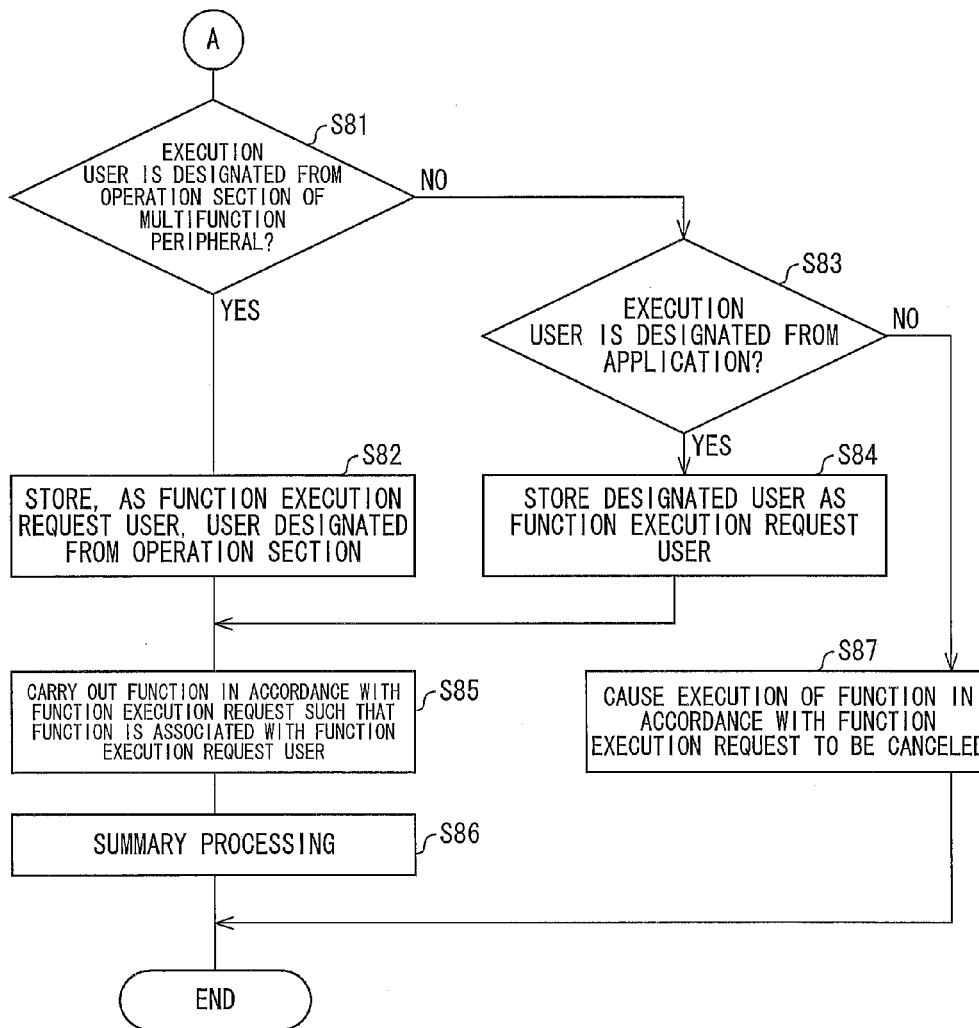 A
S81
EXECUTION
USER IS DESIGNATED FROM
OPERATION SECTION OF
MULTIFUNCTION
PERIPHERAL?
NO
YES
S83
EXECUTION
USER IS DESIGNATED FROM
APPLICATION?
NO
YES
S82
STORE, AS FUNCTION EXECUTION
REQUEST USER, USER DESIGNATED
FROM OPERATION SECTION
S84
STORE DESIGNATED USER AS
FUNCTION EXECUTION REQUEST
USER
S85
CARRY OUT FUNCTION IN ACCORDANCE WITH
FUNCTION EXECUTION REQUEST SUCH THAT
FUNCTION IS ASSOCIATED WITH FUNCTION
EXECUTION REQUEST USER
S87
CAUSE EXECUTION OF FUNCTION IN
ACCORDANCE WITH FUNCTION
EXECUTION REQUEST TO BE CANCELED
S86
SUMMARY PROCESSING
END